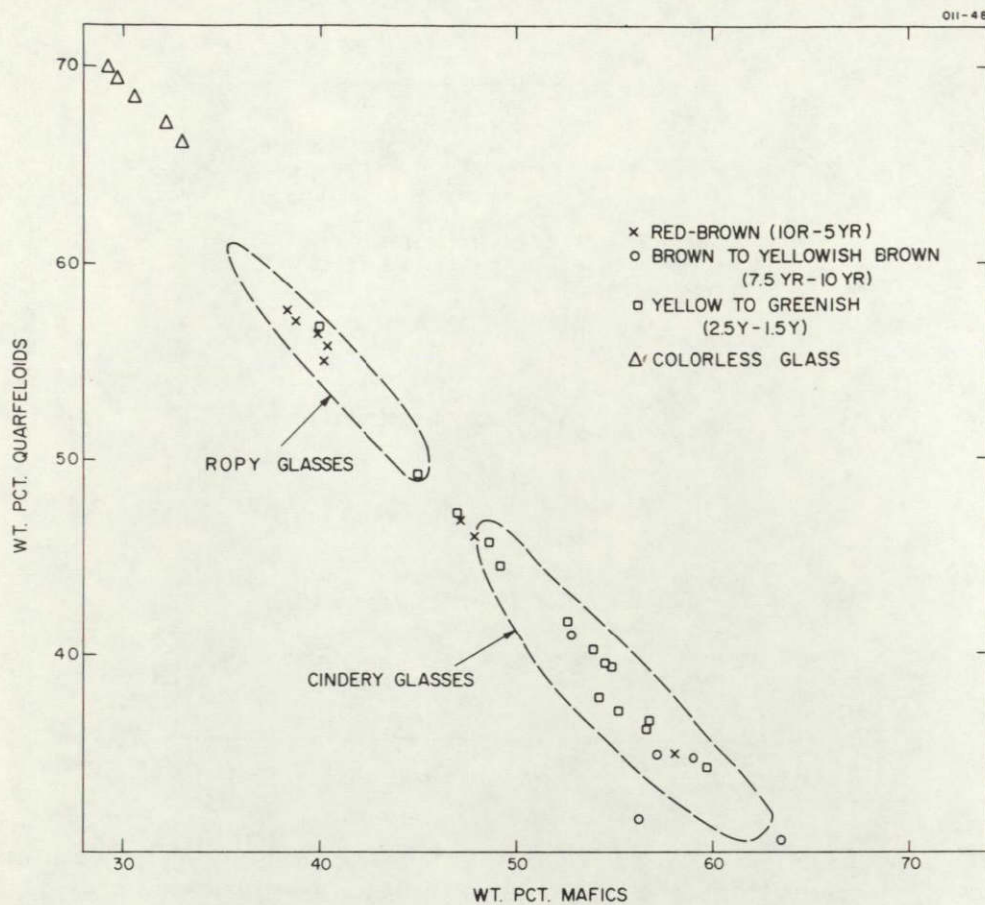 011-48
70
60
50
40
30
40
50
60
70
WT. PCT. QUARFELOIDS
WT. PCT. MAFICS
× RED-BROWN (10R-5YR)
○ BROWN TO YELLOWISH BROWN
(7.5 YR-10 YR)
□ YELLOW TO GREENISH
(2.5Y-1.5Y)
△ COLORLESS GLASS
ROPY GLASSES
CINDERY GLASSES